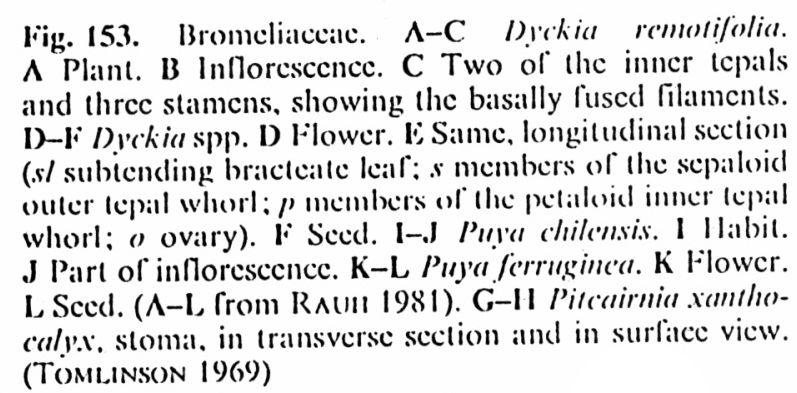 Fig. 153. Bromeliaceae. A–C Dyckia remotifolia.
A Plant. B Inflorescence. C Two of the inner tepals
and three stamens, showing the basally fused filaments.
D–F Dyckia spp. D Flower. E Same, longitudinal section
(sl subtending bracteate leaf; s members of the sepaloid
outer tepal whorl; p members of the petaloid inner tepal
whorl; o ovary). F Seed. I–J Puya chilensis. I Habit.
J Part of inflorescence. K–L Puya ferruginea. K Flower.
L Seed. (A–L from RAUH 1981). G–H Pitcairnia xantho-
calyx, stoma, in transverse section and in surface view.
(TOMLINSON 1969)